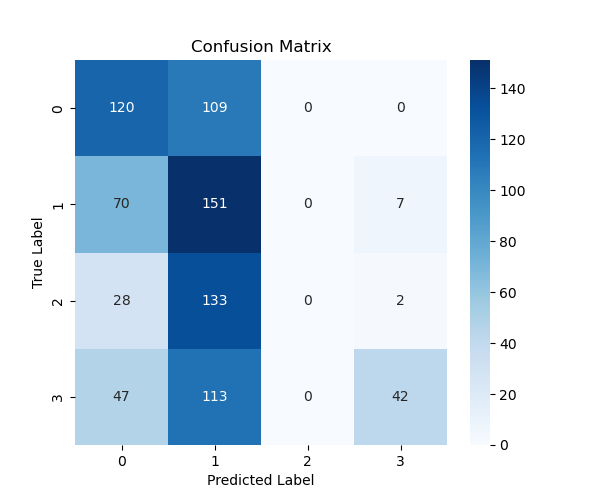 Confusion Matrix
0 120 109 0 0
1 70 151 0 7
2 28 133 0 2
3 47 113 0 42
0 1 2 3
True Label
Predicted Label
140
120
100
80
60
40
20
0